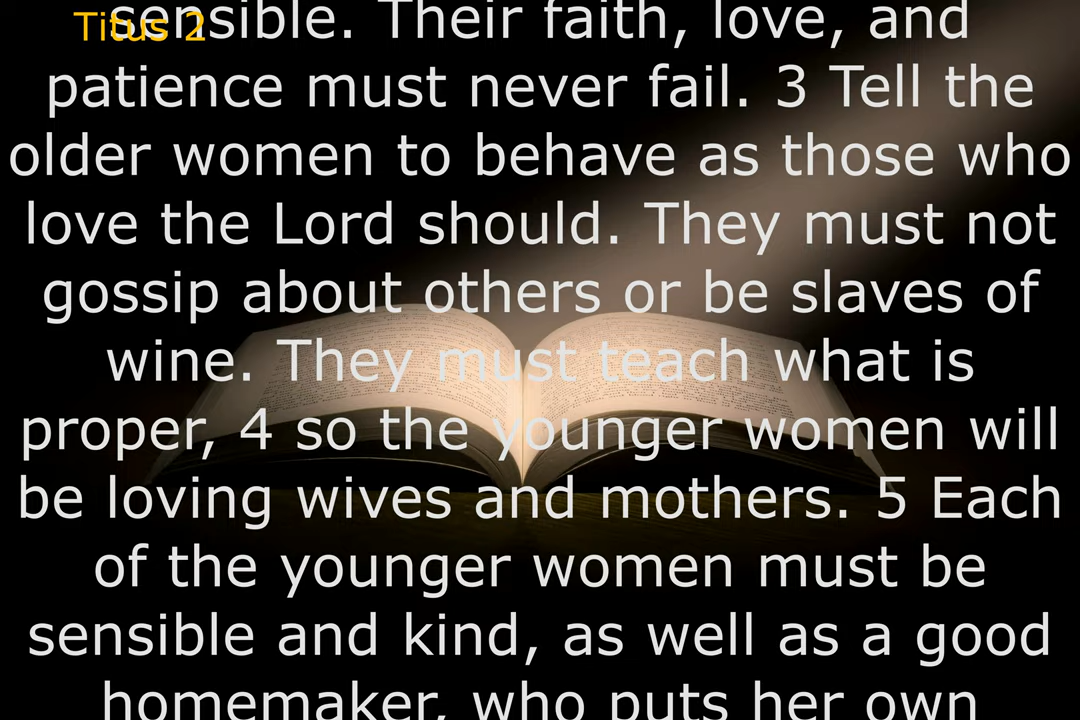 Titus 2
sensible. Their faith, love, and
patience must never fail. 3 Tell the
older women to behave as those who
love the Lord should. They must not
gossip about others or be slaves of
wine. They must teach what is
proper, 4 so the younger women will
be loving wives and mothers. 5 Each
of the younger women must be
sensible and kind, as well as a good
homemaker, who puts her own